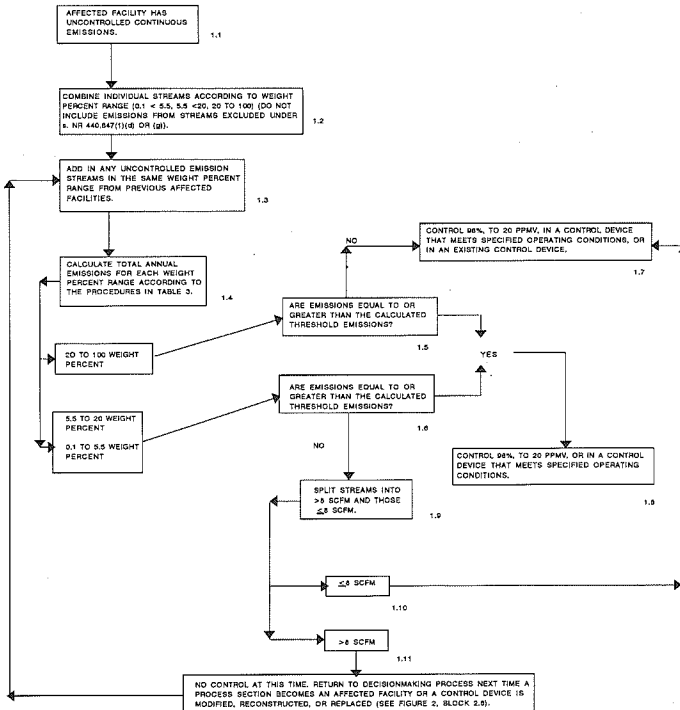 AFFECTED FACILITY HAS
UNCONTROLLED CONTINUOUS
EMISSIONS.
1.1
COMBINE INDIVIDUAL STREAMS ACCORDING TO WEIGHT
PERCENT RANGE (0.1 < 5.5, 5.5 <20, 20 TO 100) (DO NOT
INCLUDE EMISSIONS FROM STREAMS EXCLUDED UNDER
s. NR 440.647(1)(d) OR (g)).
1.2
ADD IN ANY UNCONTROLLED EMISSION
STREAMS IN THE SAME WEIGHT PERCENT
RANGE FROM PREVIOUS AFFECTED
FACILITIES.
1.3
CALCULATE TOTAL ANNUAL
EMISSIONS FOR EACH WEIGHT
PERCENT RANGE ACCORDING TO
THE PROCEDURES IN TABLE 3.
1.4
NO
CONTROL 98%, TO 20 PPMV, IN A CONTROL DEVICE
THAT MEETS SPECIFIED OPERATING CONDITIONS, OR
IN AN EXISTING CONTROL DEVICE.
1.7
ARE EMISSIONS EQUAL TO OR
GREATER THAN THE CALCULATED
THRESHOLD EMISSIONS?
1.5
20 TO 100 WEIGHT
PERCENT
YES
ARE EMISSIONS EQUAL TO OR
GREATER THAN THE CALCULATED
THRESHOLD EMISSIONS?
1.6
5.5 TO 20 WEIGHT
PERCENT
0.1 TO 5.5 WEIGHT
PERCENT
NO
CONTROL 98%, TO 20 PPMV, OR IN A CONTROL
DEVICE THAT MEETS SPECIFIED OPERATING
CONDITIONS.
1.8
SPLIT STREAMS INTO
>8 SCFM AND THOSE
≤8 SCFM.
1.9
≤8 SCFM
1.10
>8 SCFM
1.11
NO CONTROL AT THIS TIME. RETURN TO DECISIONMAKING PROCESS NEXT TIME A
PROCESS SECTION BECOMES AN AFFECTED FACILITY OR A CONTROL DEVICE IS
MODIFIED, RECONSTRUCTED, OR REPLACED (SEE FIGURE 2, BLOCK 2.6).